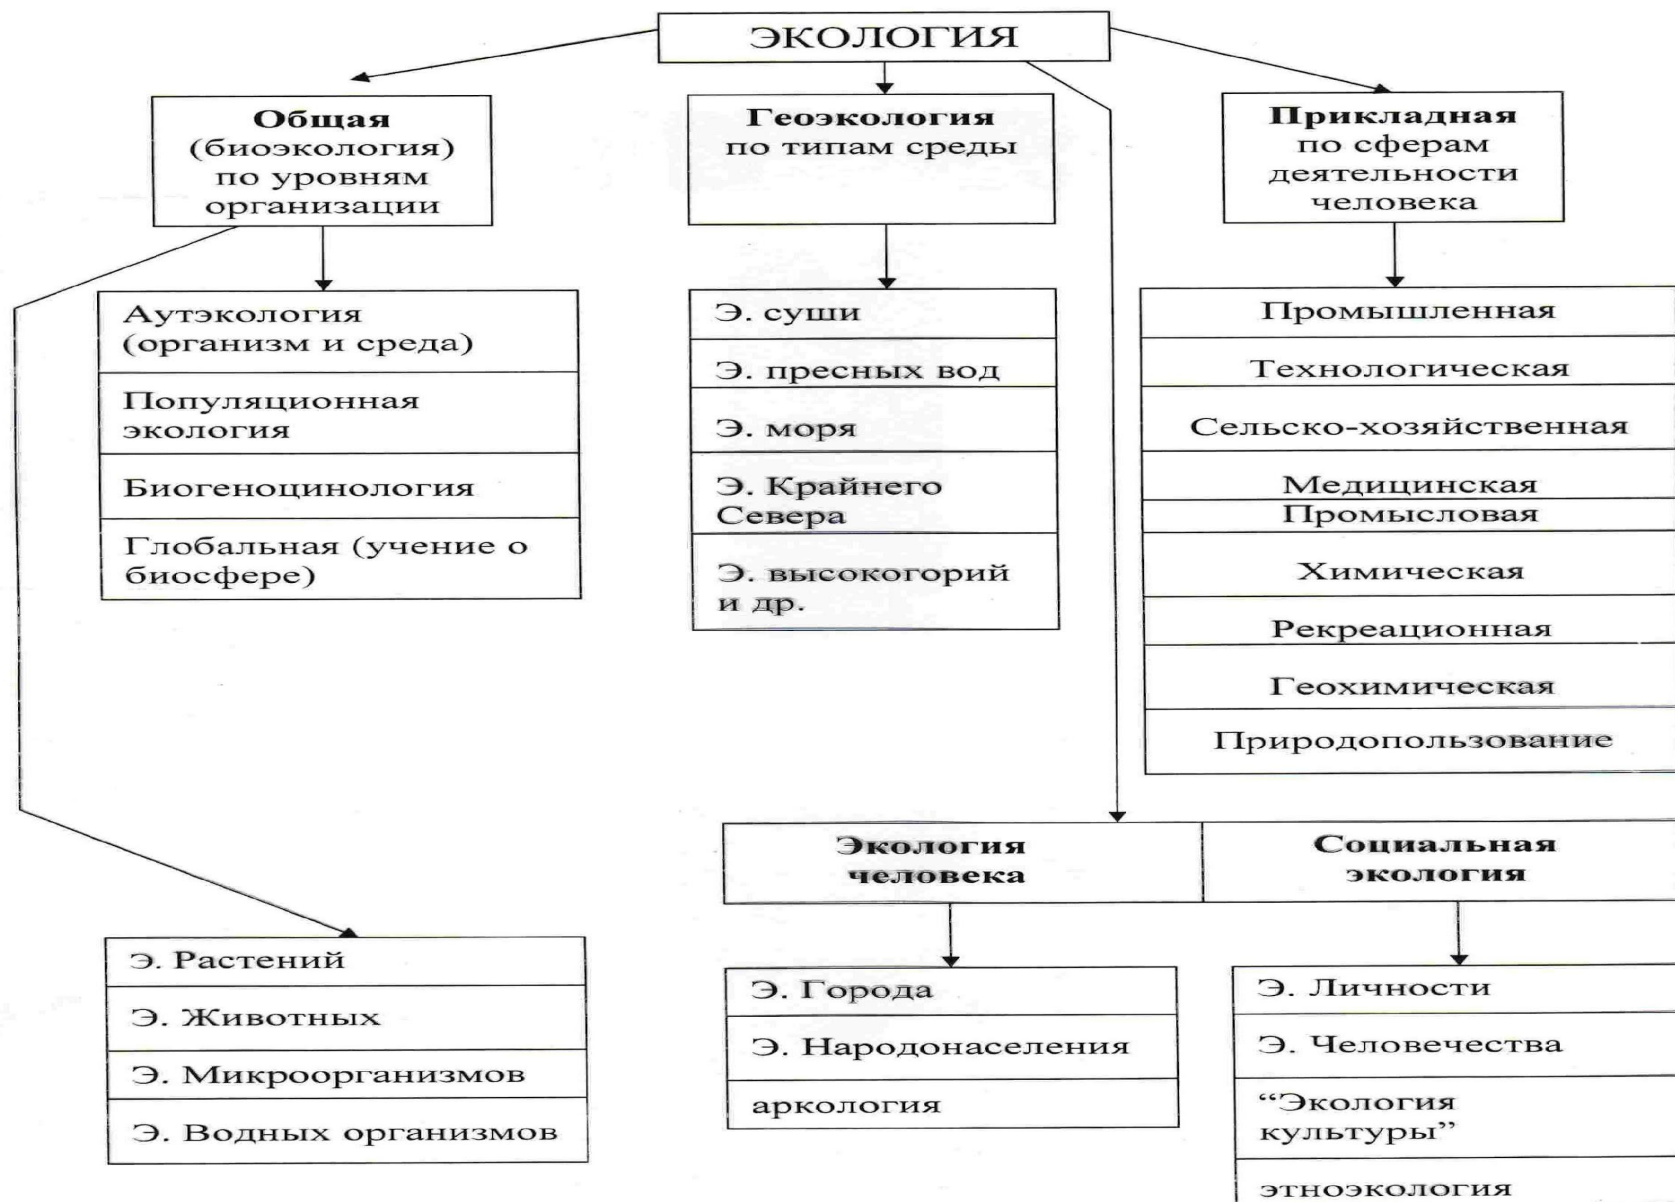 ЭКОЛОГИЯ
Общая
(биоэкология)
по уровням
организации
Геоэкология
по типам среды
Прикладная
по сферам
деятельности
человека
Аутэкология
(организм и среда)
Популяционная
экология
Биогеноцинология
Глобальная (учение о
биосфере)
Э. суши
Э. пресных вод
Э. моря
Э. Крайнего
Севера
Э. высокогорий
и др.
Промышленная
Технологическая
Сельско-хозяйственная
Медицинская
Промысловая
Химическая
Рекреационная
Геохимическая
Природопользование
Экология
человека
Социальная
экология
Э. Растений
Э. Животных
Э. Микроорганизмов
Э. Водных организмов
Э. Города
Э. Народонаселения
аркология
Э. Личности
Э. Человечества
“Экология
культуры”
этноэкология